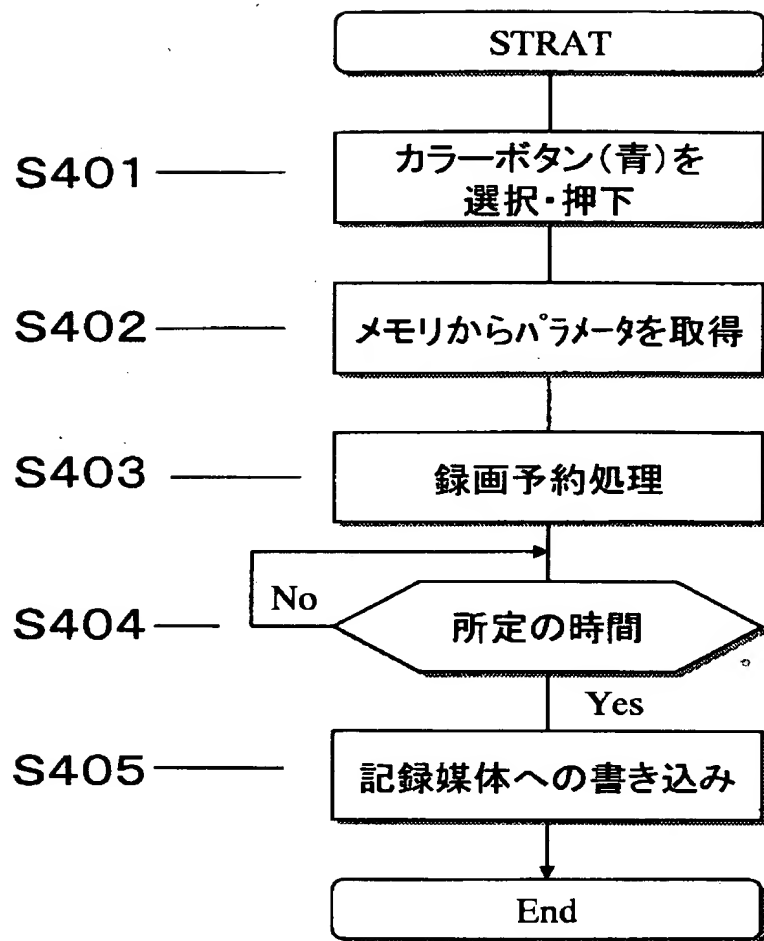 STRAT
S401
カラーボタン(青)を
選択・押下
S402
メモリからパラメータを取得
S403
録画予約処理
No
S404
所定の時間
Yes
S405
記録媒体への書き込み
End